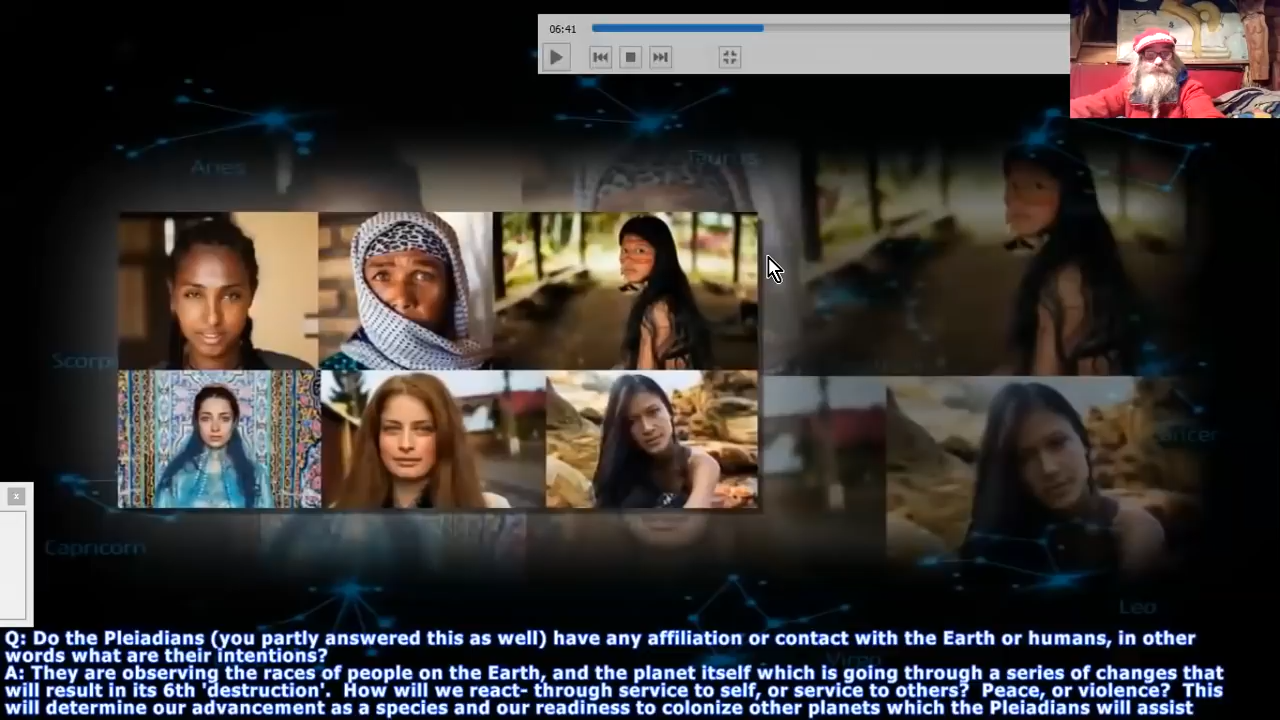 06:41
Aries
Taurus
Scorp
Cancer
Capricorn
Leo
Virgo
Q: Do the Pleiadians (you partly answered this as well) have any affiliation or contact with the Earth or humans, in other
words what are their intentions?
A: They are observing the races of people on the Earth, and the planet itself which is going through a series of changes that
will result in its 6th 'destruction'.  How will we react- through service to self, or service to others?  Peace, or violence?  This
will determine our advancement as a species and our readiness to colonize other planets which the Pleiadians will assist